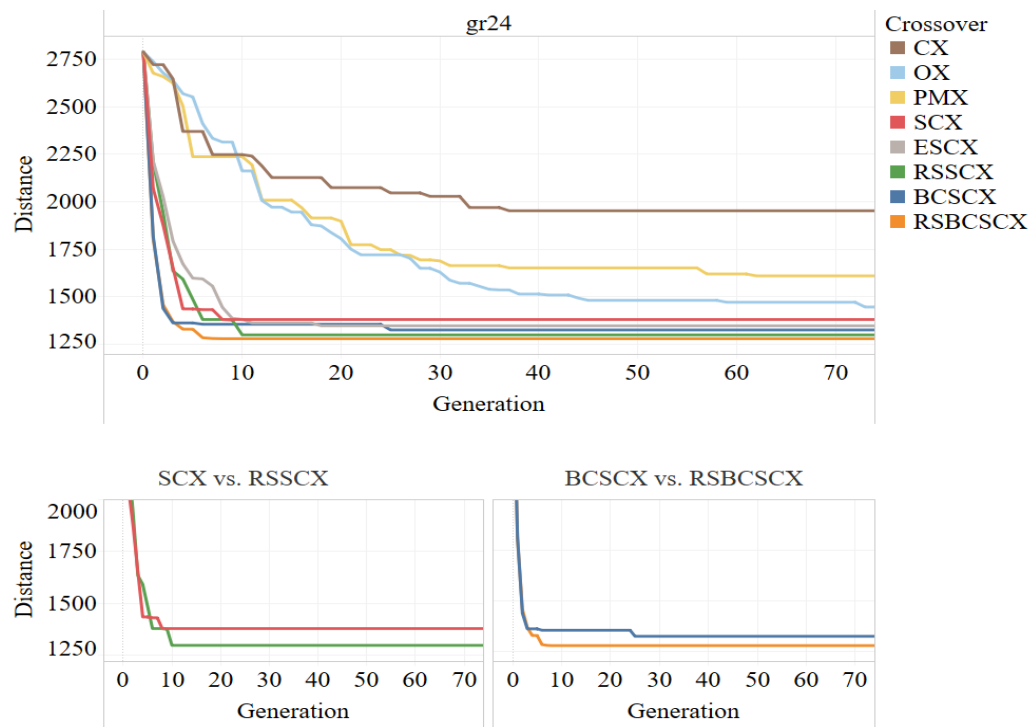 gr24
Crossover
CX
OX
PMX
SCX
ESCX
RSSCX
BCSCX
RSBCSCX
Distance
2750
2500
2250
2000
1750
1500
1250
0 10 20 30 40 50 60 70
Generation
SCX vs. RSSCX
BCSCX vs. RSBCSCX
Distance
2000
1750
1500
1250
0 10 20 30 40 50 60 70
0 10 20 30 40 50 60 70
Generation
Generation